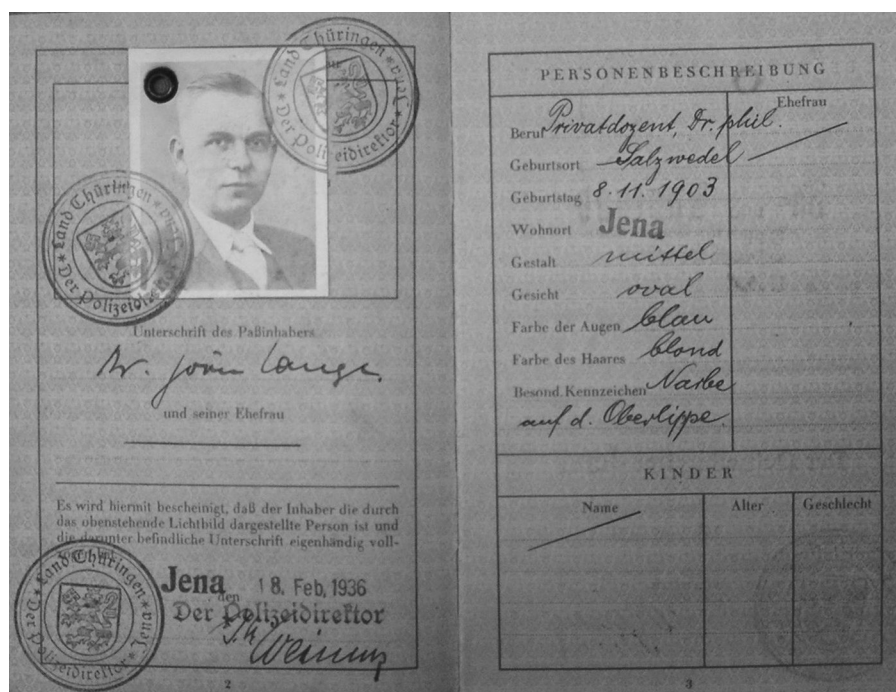 Land Thüringen * Jena * Der Polizeidirektor *
Land Thüringen * Jena * Der Polizeidirektor *
Unterschrift des Paßinhabers
Dr. Lange
und seiner Ehefrau
Es wird hiermit bescheinigt, daß der Inhaber die durch
das obenstehende Lichtbild dargestellte Person ist und
die darunter befindliche Unterschrift eigenhändig voll-
Jena den 18. Feb. 1936
Der Polizeidirektor
Land Thüringen * Jena * Der Polizeidirektor *
2
PERSONENBESCHREIBUNG
Ehefrau
Beruf Privatdozent, Dr. phil.
Geburtsort Salzwedel
Geburtstag 8.11.1903
Wohnort Jena
Gestalt mittel
Gesicht oval
Farbe der Augen blau
Farbe des Haares blond
Besond. Kennzeichen Narbe
auf d. Oberlippe.
KINDER
Name Alter Geschlecht
3